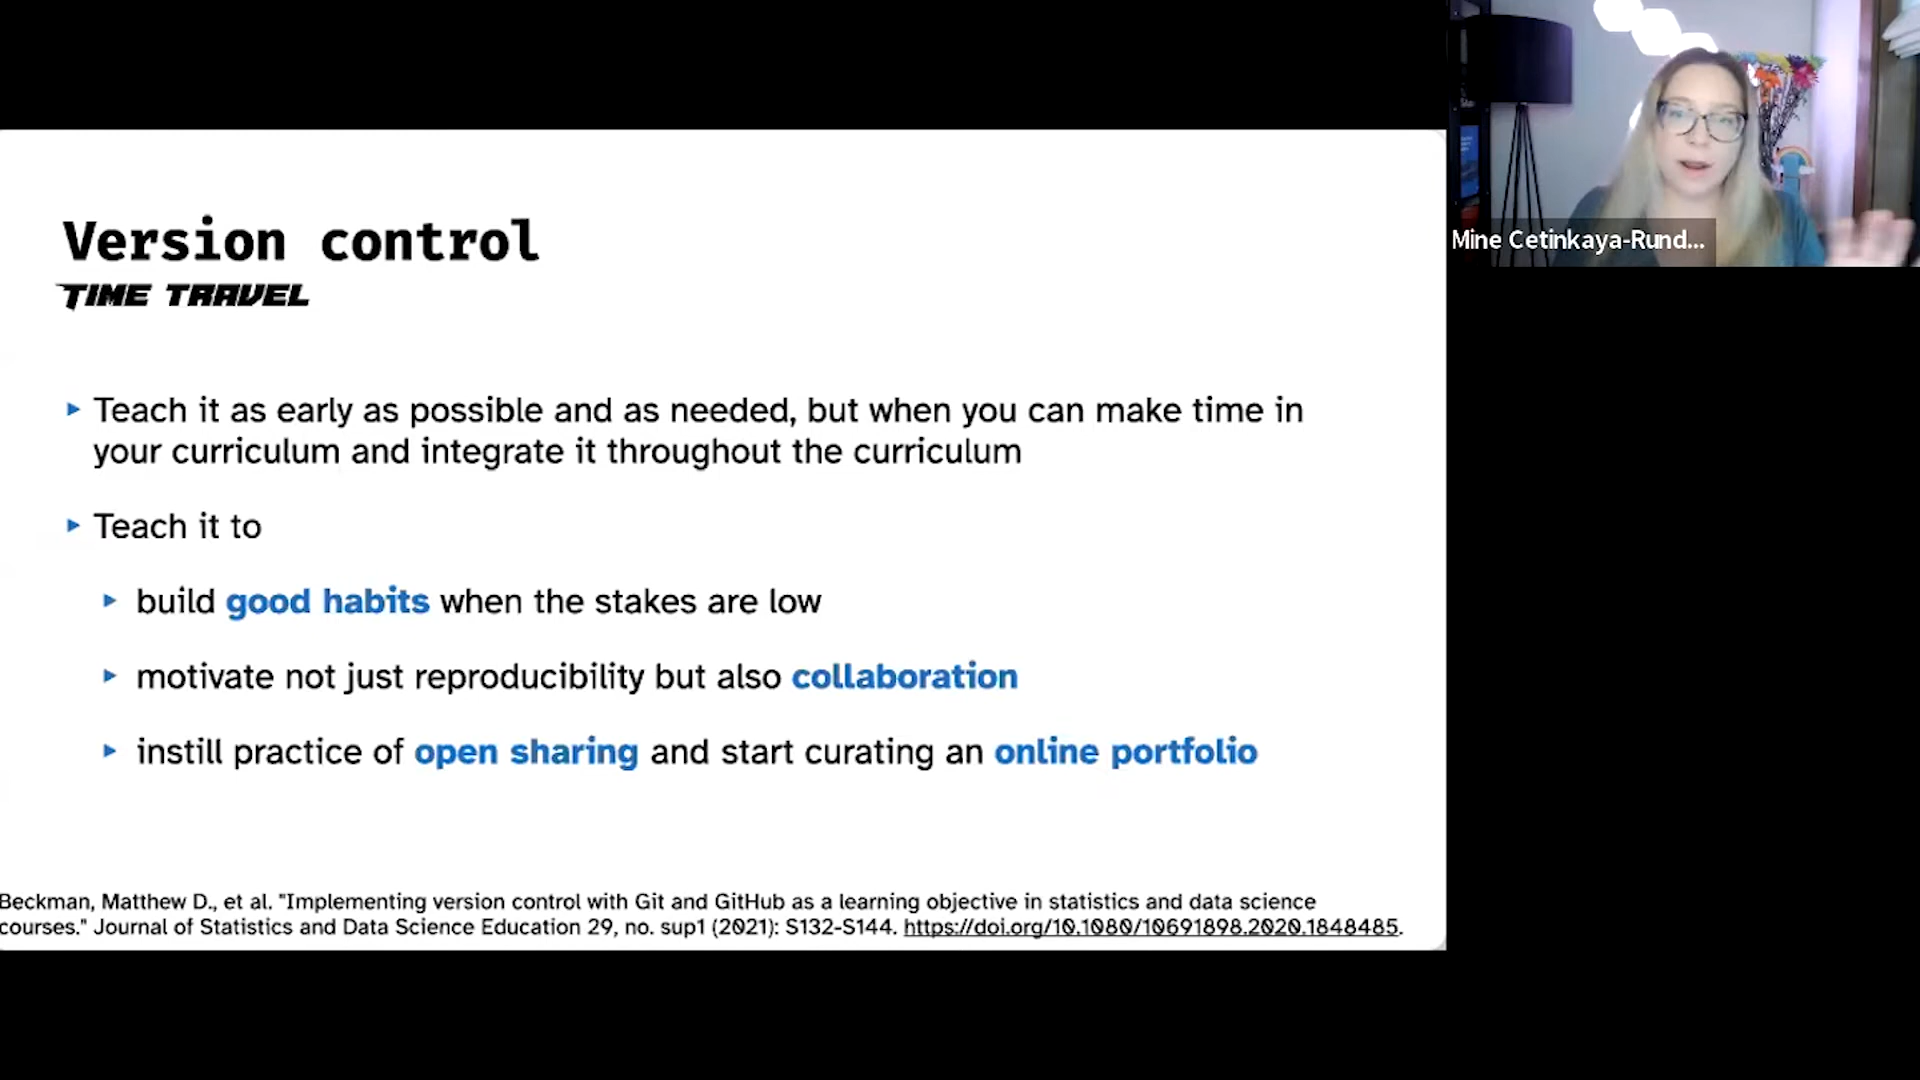 Version control
TIME TRAVEL
Teach it as early as possible and as needed, but when you can make time in
your curriculum and integrate it throughout the curriculum
Teach it to
build good habits when the stakes are low
motivate not just reproducibility but also collaboration
instill practice of open sharing and start curating an online portfolio
Beckman, Matthew D., et al. "Implementing version control with Git and GitHub as a learning objective in statistics and data science
courses." Journal of Statistics and Data Science Education 29, no. sup1 (2021): S132-S144. https://doi.org/10.1080/10691898.2020.1848485.
Mine Cetinkaya-Rund...